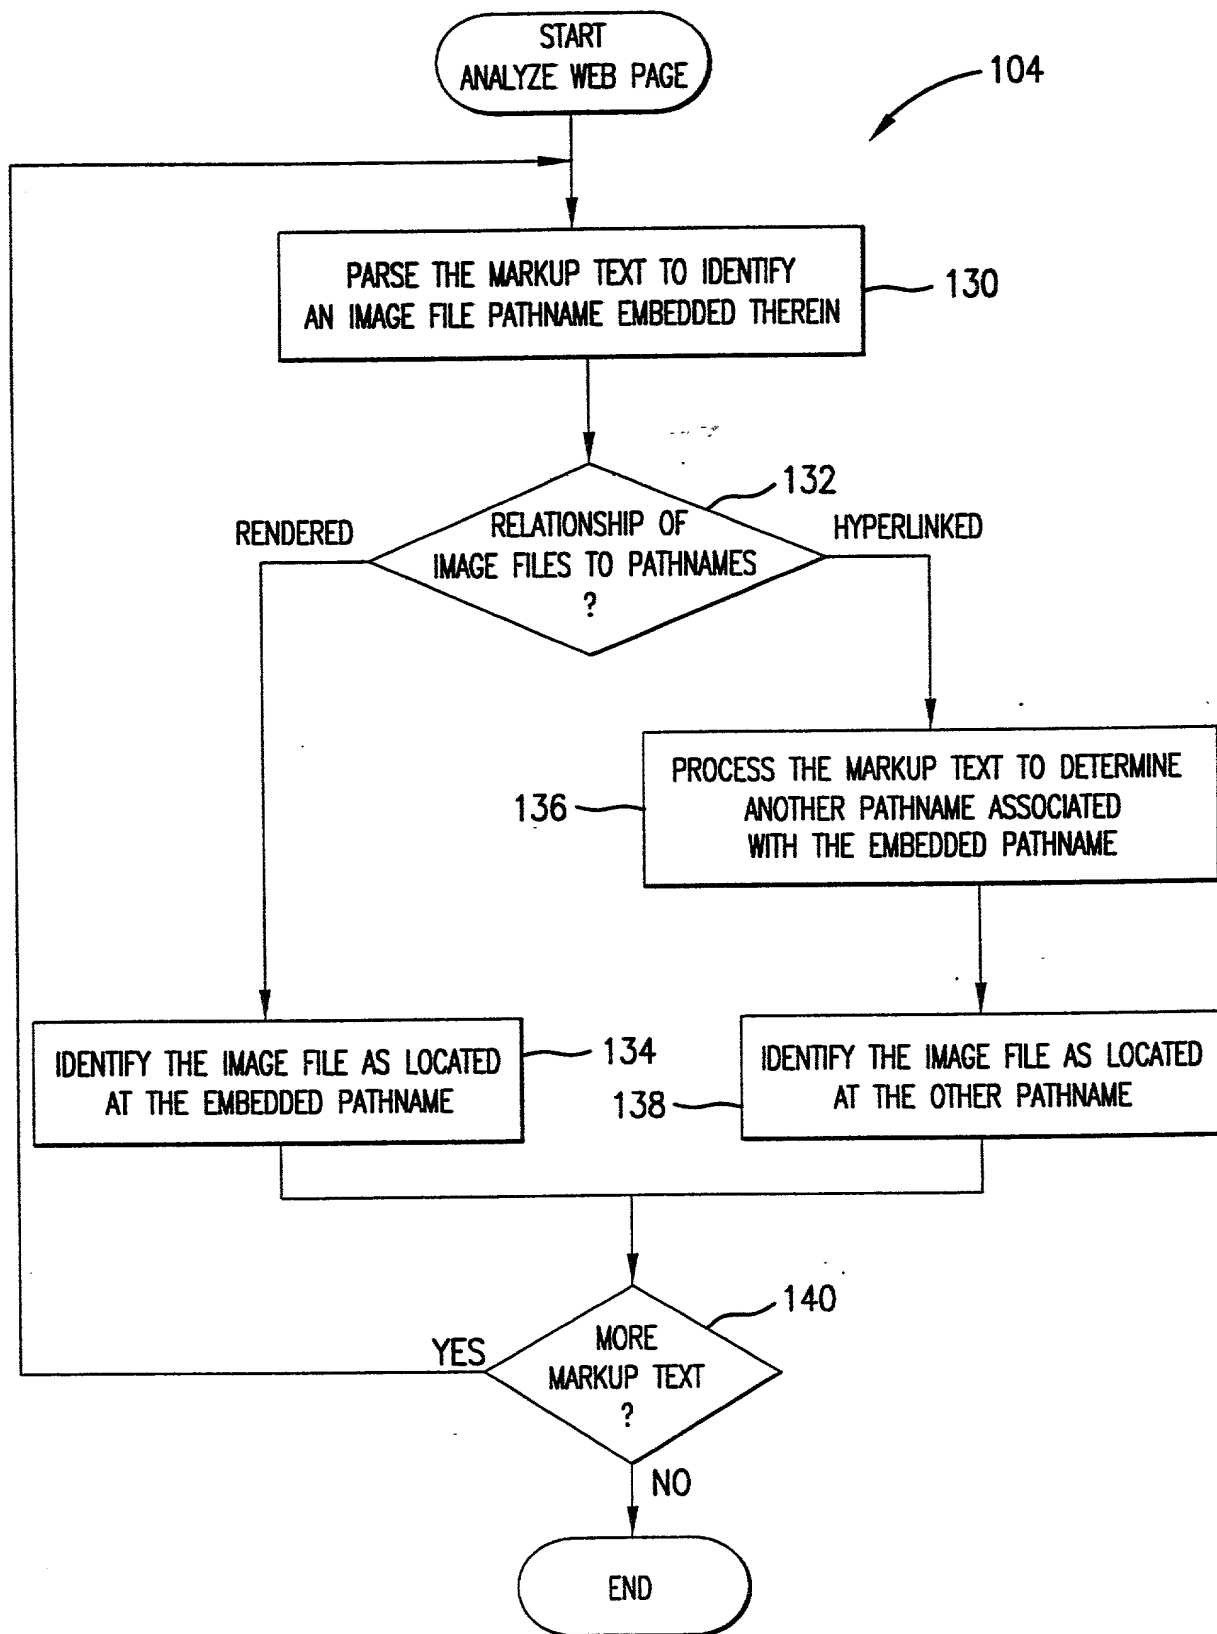 START
ANALYZE WEB PAGE
104
PARSE THE MARKUP TEXT TO IDENTIFY
AN IMAGE FILE PATHNAME EMBEDDED THEREIN
130
132
RELATIONSHIP OF
IMAGE FILES TO PATHNAMES
?
RENDERED
HYPERLINKED
PROCESS THE MARKUP TEXT TO DETERMINE
ANOTHER PATHNAME ASSOCIATED
WITH THE EMBEDDED PATHNAME
136
IDENTIFY THE IMAGE FILE AS LOCATED
AT THE EMBEDDED PATHNAME
134
IDENTIFY THE IMAGE FILE AS LOCATED
AT THE OTHER PATHNAME
138
140
MORE
MARKUP TEXT
?
YES
NO
END